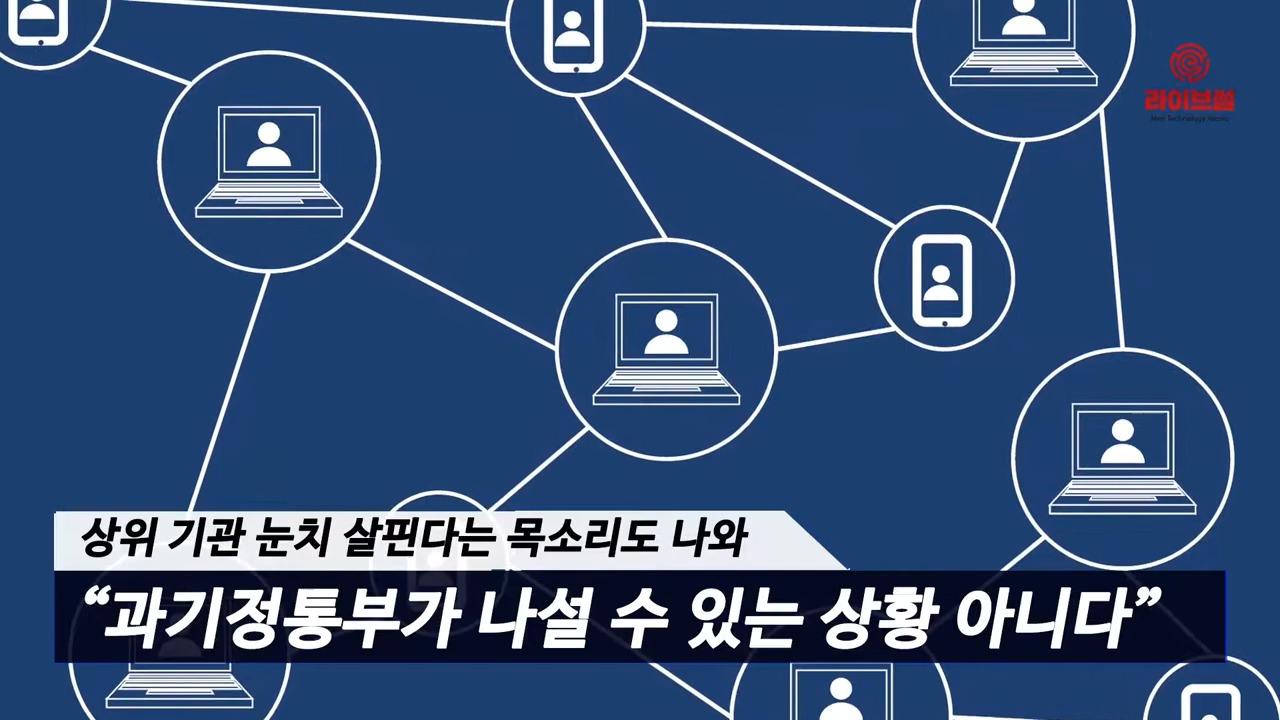 라이브썰
상위 기관 눈치 살핀다는 목소리도 나와
“과기정통부가 나설 수 있는 상황 아니다”